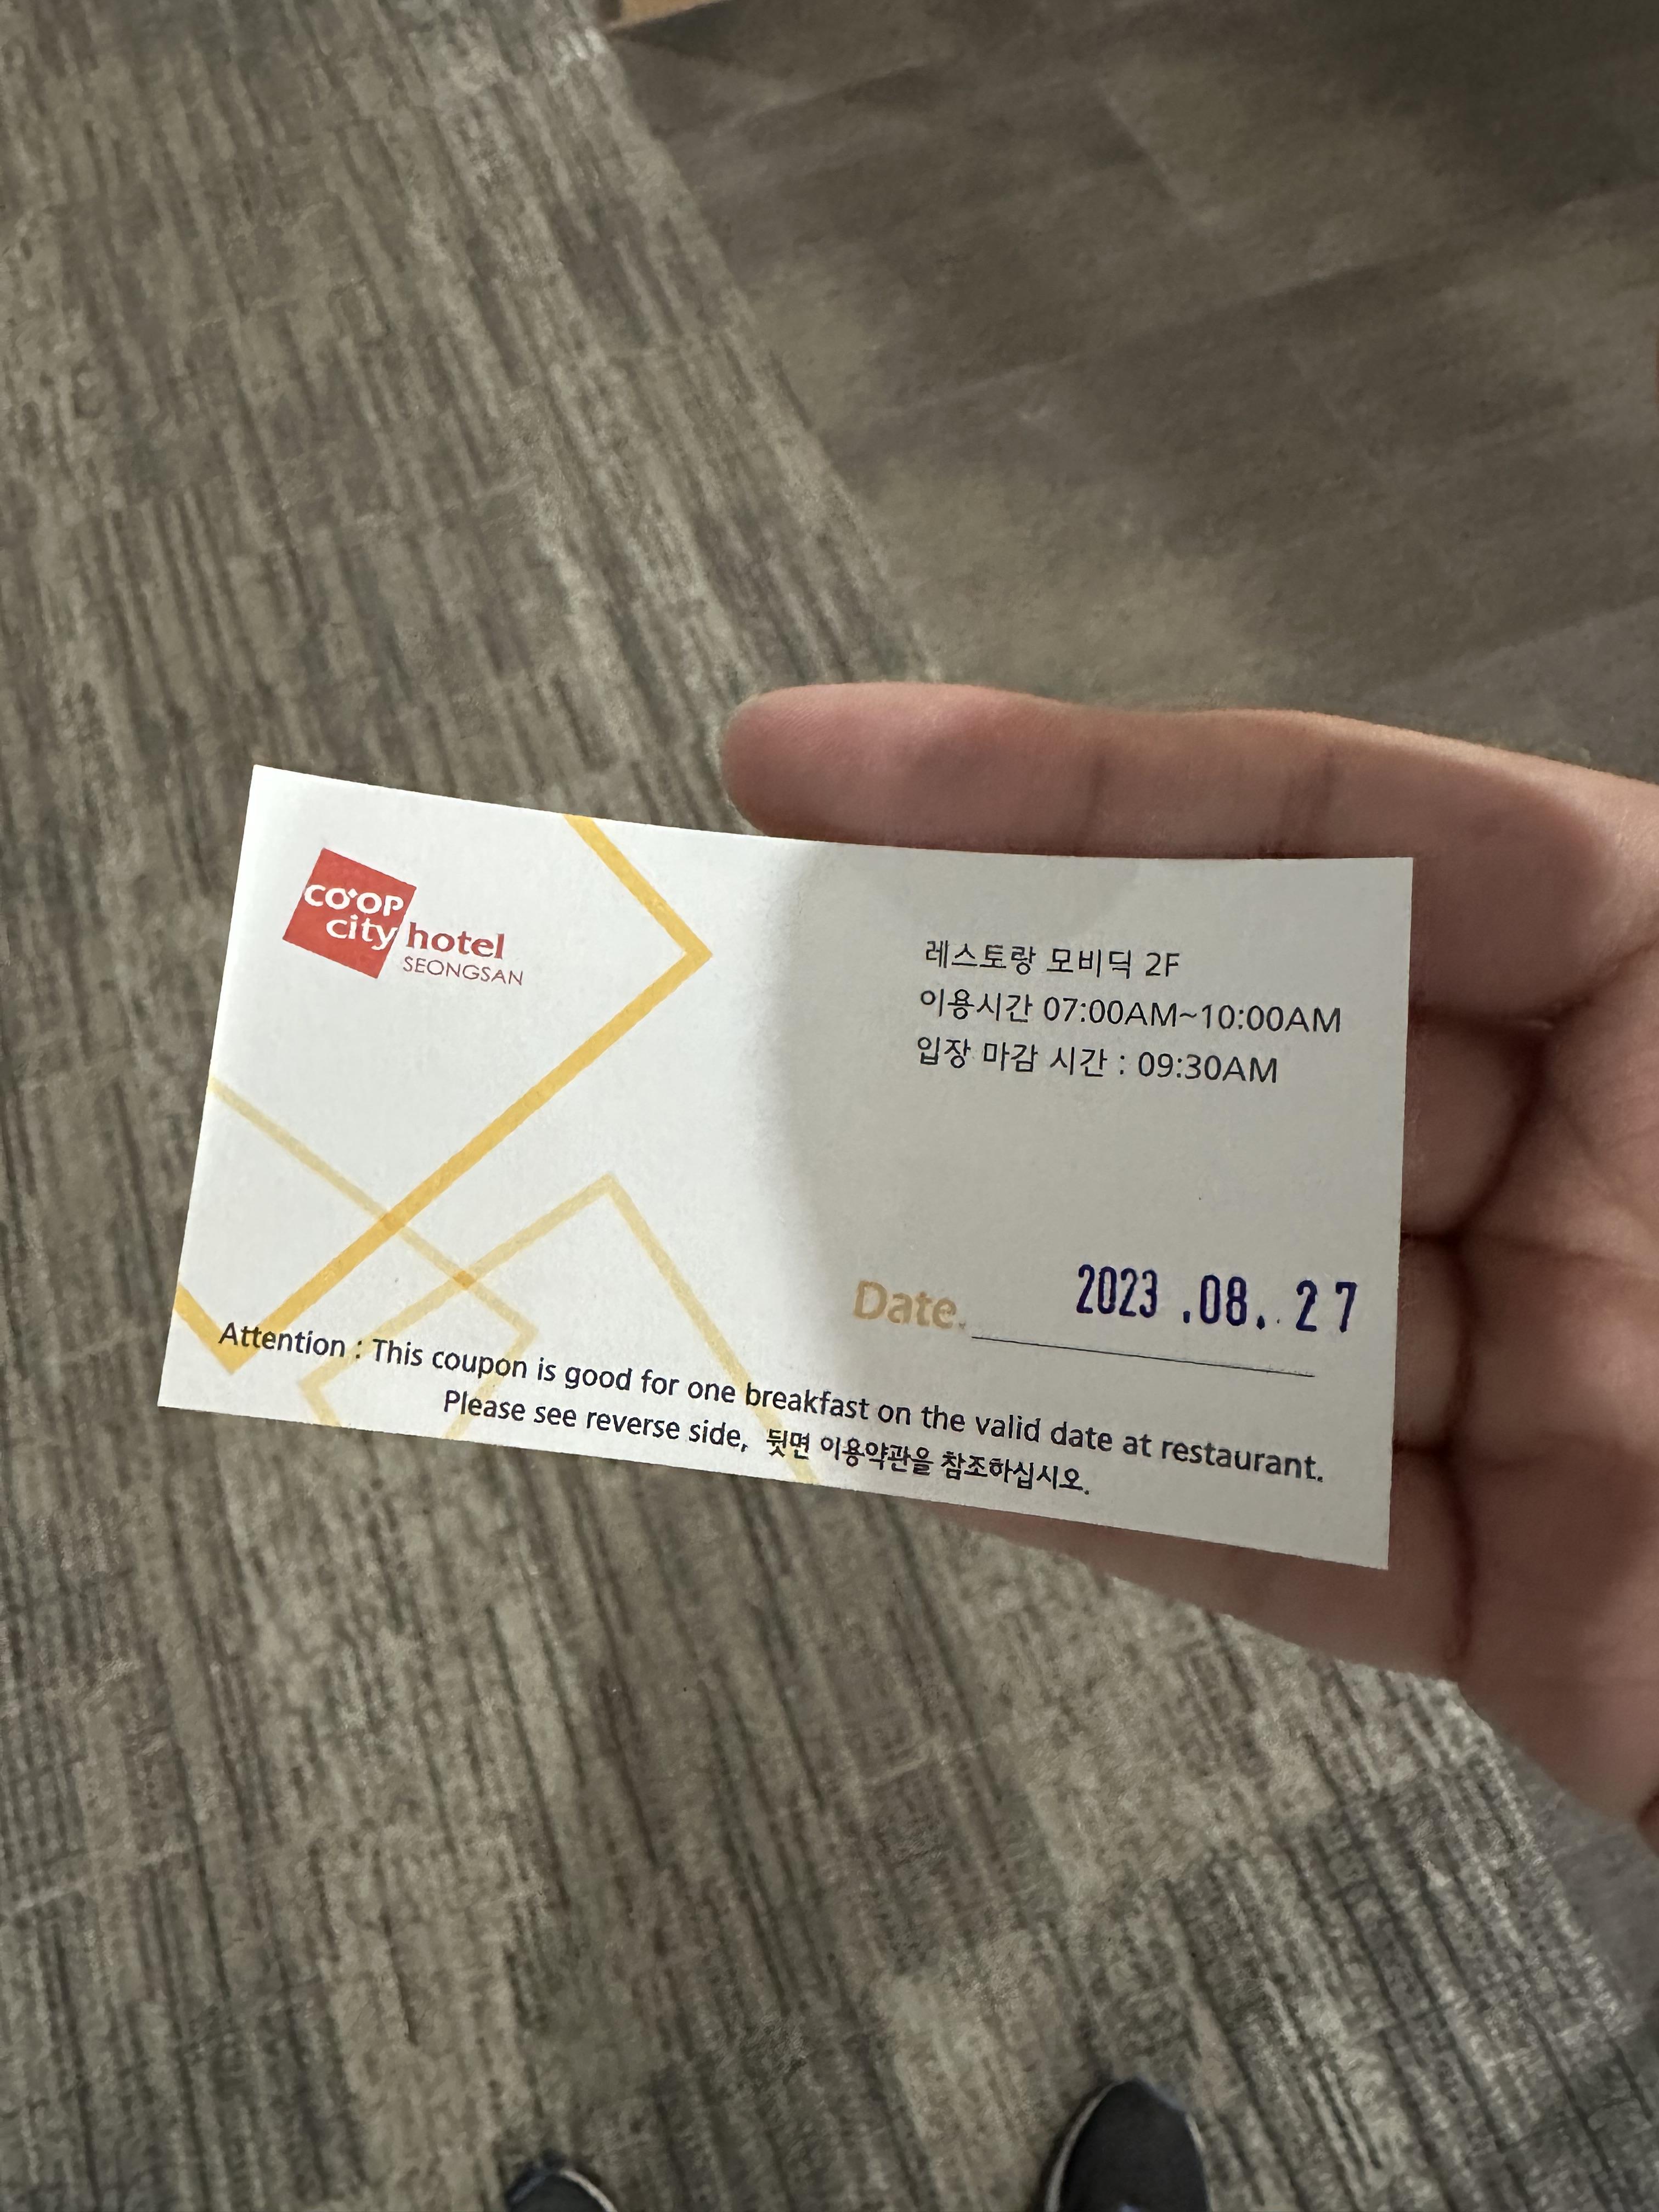 CO·OP
city hotel
SEONGSAN
레스토랑 모비딕 2F
이용시간 07:00AM~10:00AM
입장 마감 시간 : 09:30AM
Date. 2023 .08. 27
Attention : This coupon is good for one breakfast on the valid date at restaurant.
Please see reverse side, 뒷면 이용약관을 참조하십시오.